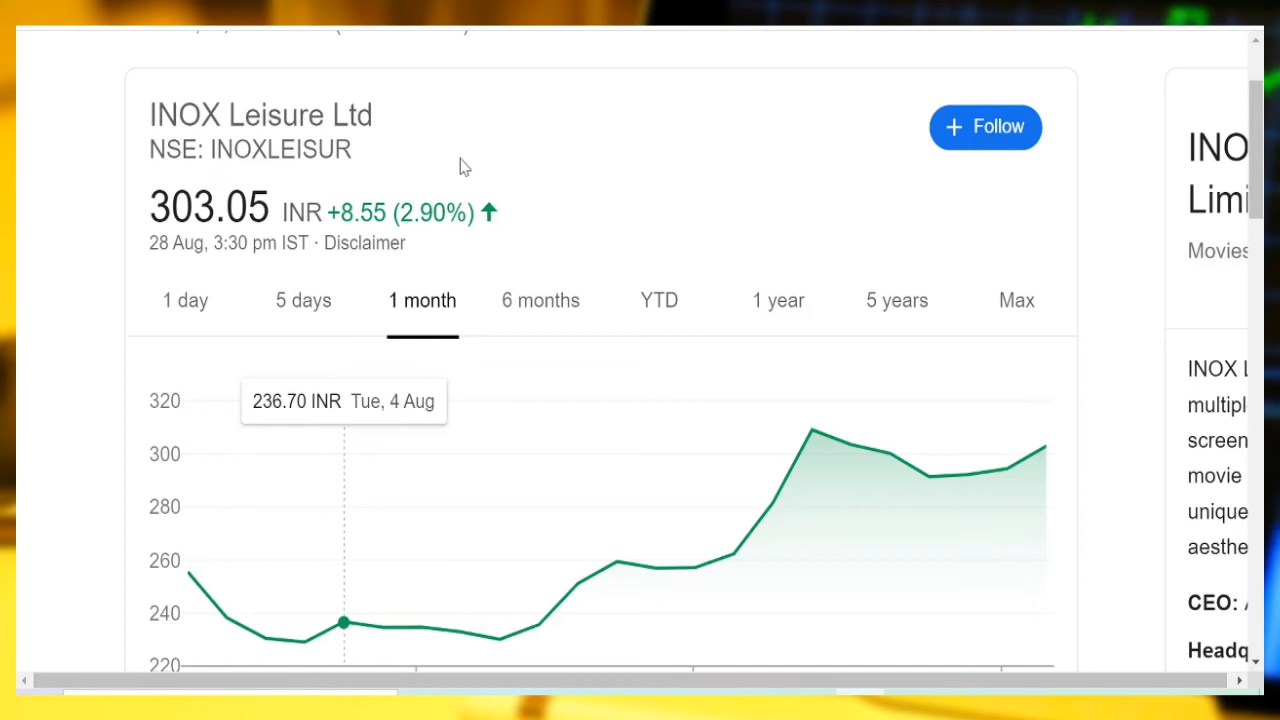 INOX Leisure Ltd
NSE: INOXLEISUR
+ Follow
303.05 INR +8.55 (2.90%)
28 Aug, 3:30 pm IST · Disclaimer
1 day 5 days 1 month 6 months YTD 1 year 5 years Max
236.70 INR Tue, 4 Aug
320
300
280
260
240
220
INO
Limi
Movies
INOX L
multipl
screen
movie
unique
aesthe
CEO:
Headq